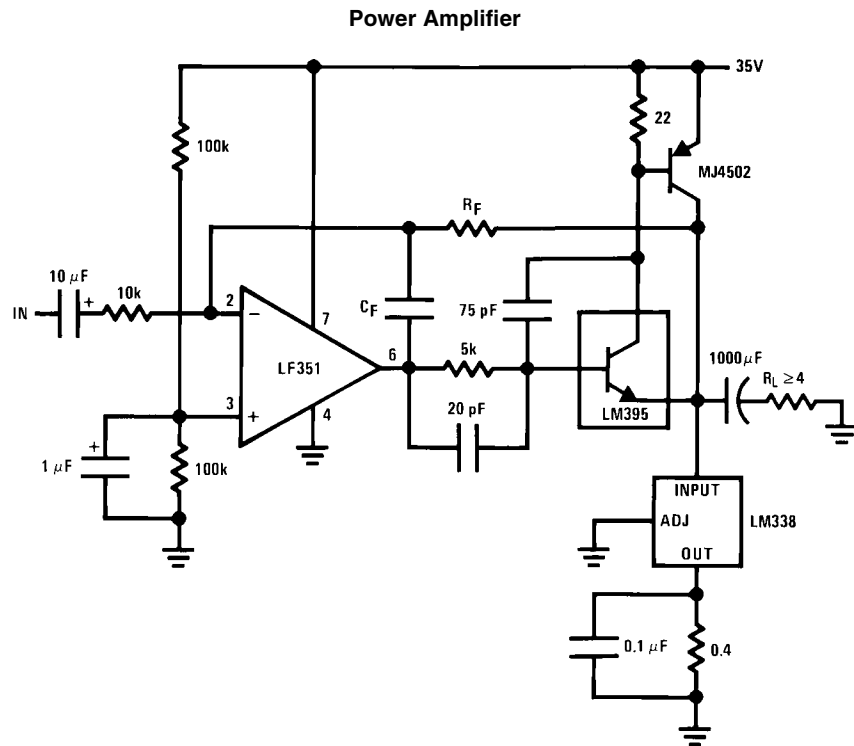 Power Amplifier
35V
22
100k
MJ4502
R_F
10 μF
+
10k
IN
2
−
7
C_F
75 pF
5k
6
LF351
1000μF
R_L ≥4
3
+
4
LM395
+
20 pF
1 μF
100k
INPUT
ADJ
LM338
OUT
0.1 μF
0.4